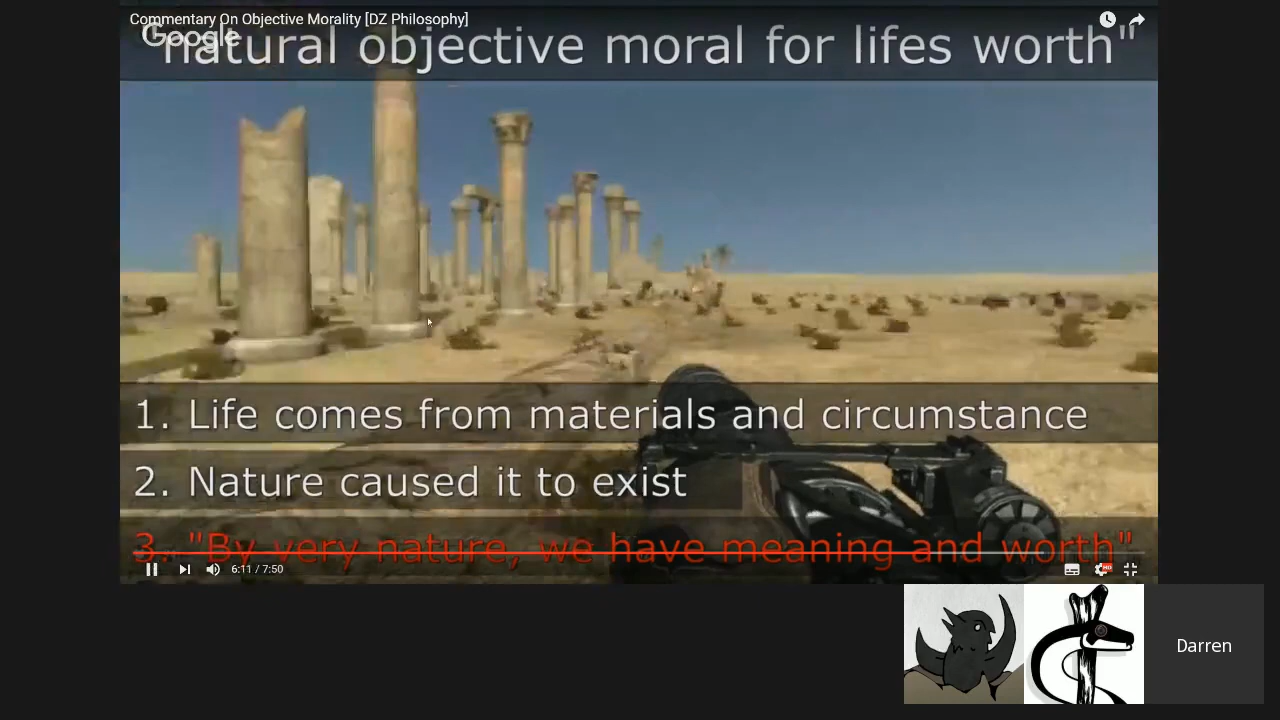 Commentary On Objective Morality [DZ Philosophy]
Google
"natural objective moral for lifes worth"
1. Life comes from materials and circumstance
2. Nature caused it to exist
3. "By very nature, we have meaning and worth"
6:11 / 7:50
HD
Darren